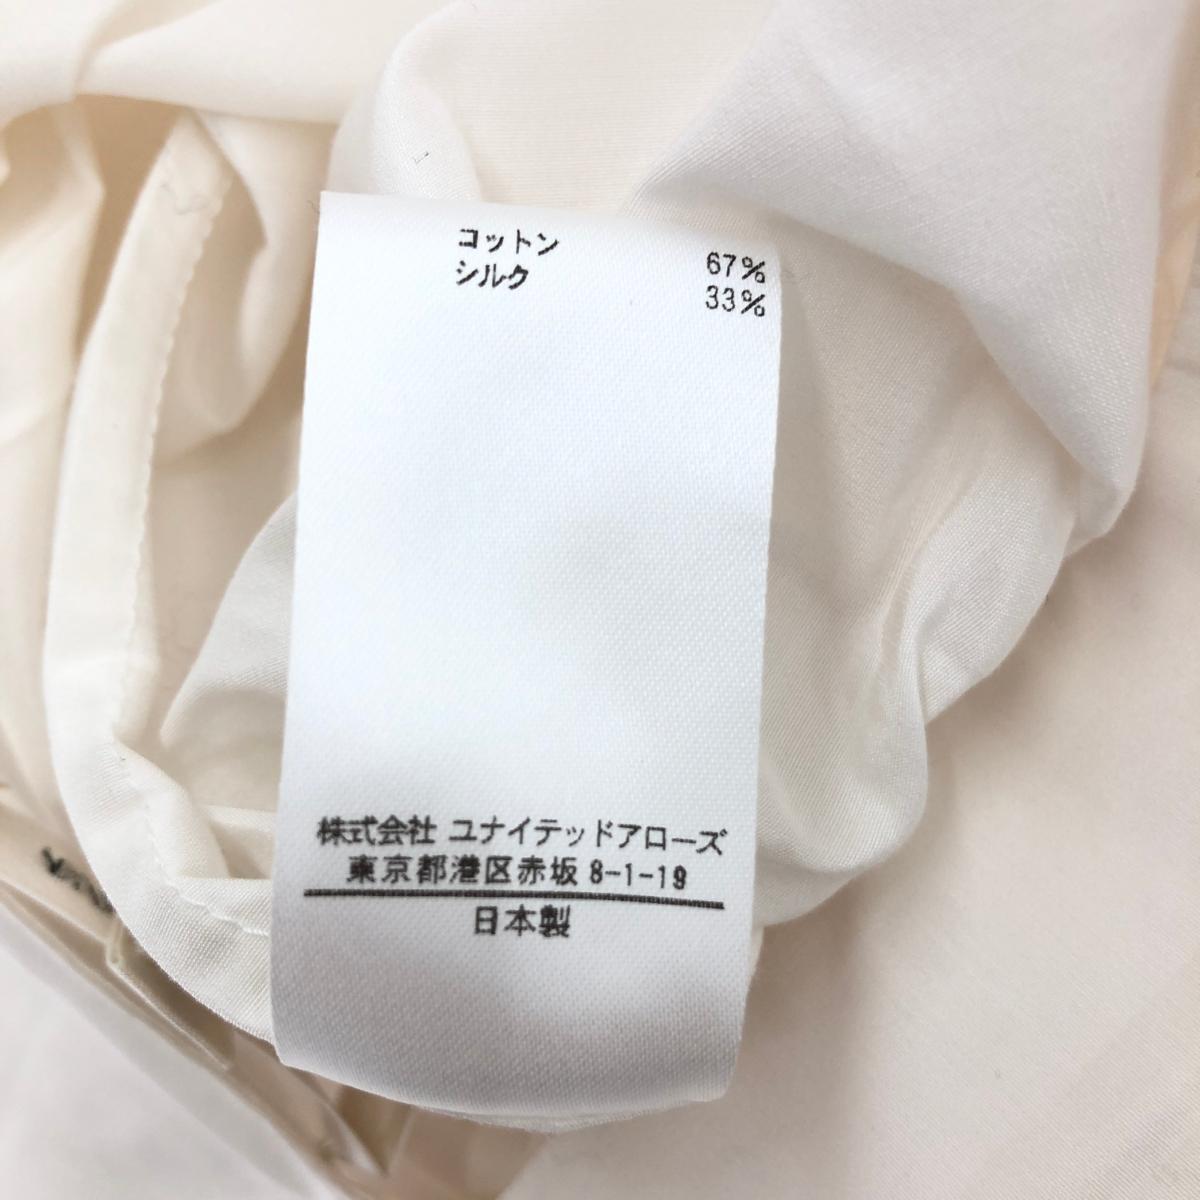 コットン 67%
シルク 33%
株式会社 ユナイテッドアローズ
東京都港区赤坂 8-1-19
日本製